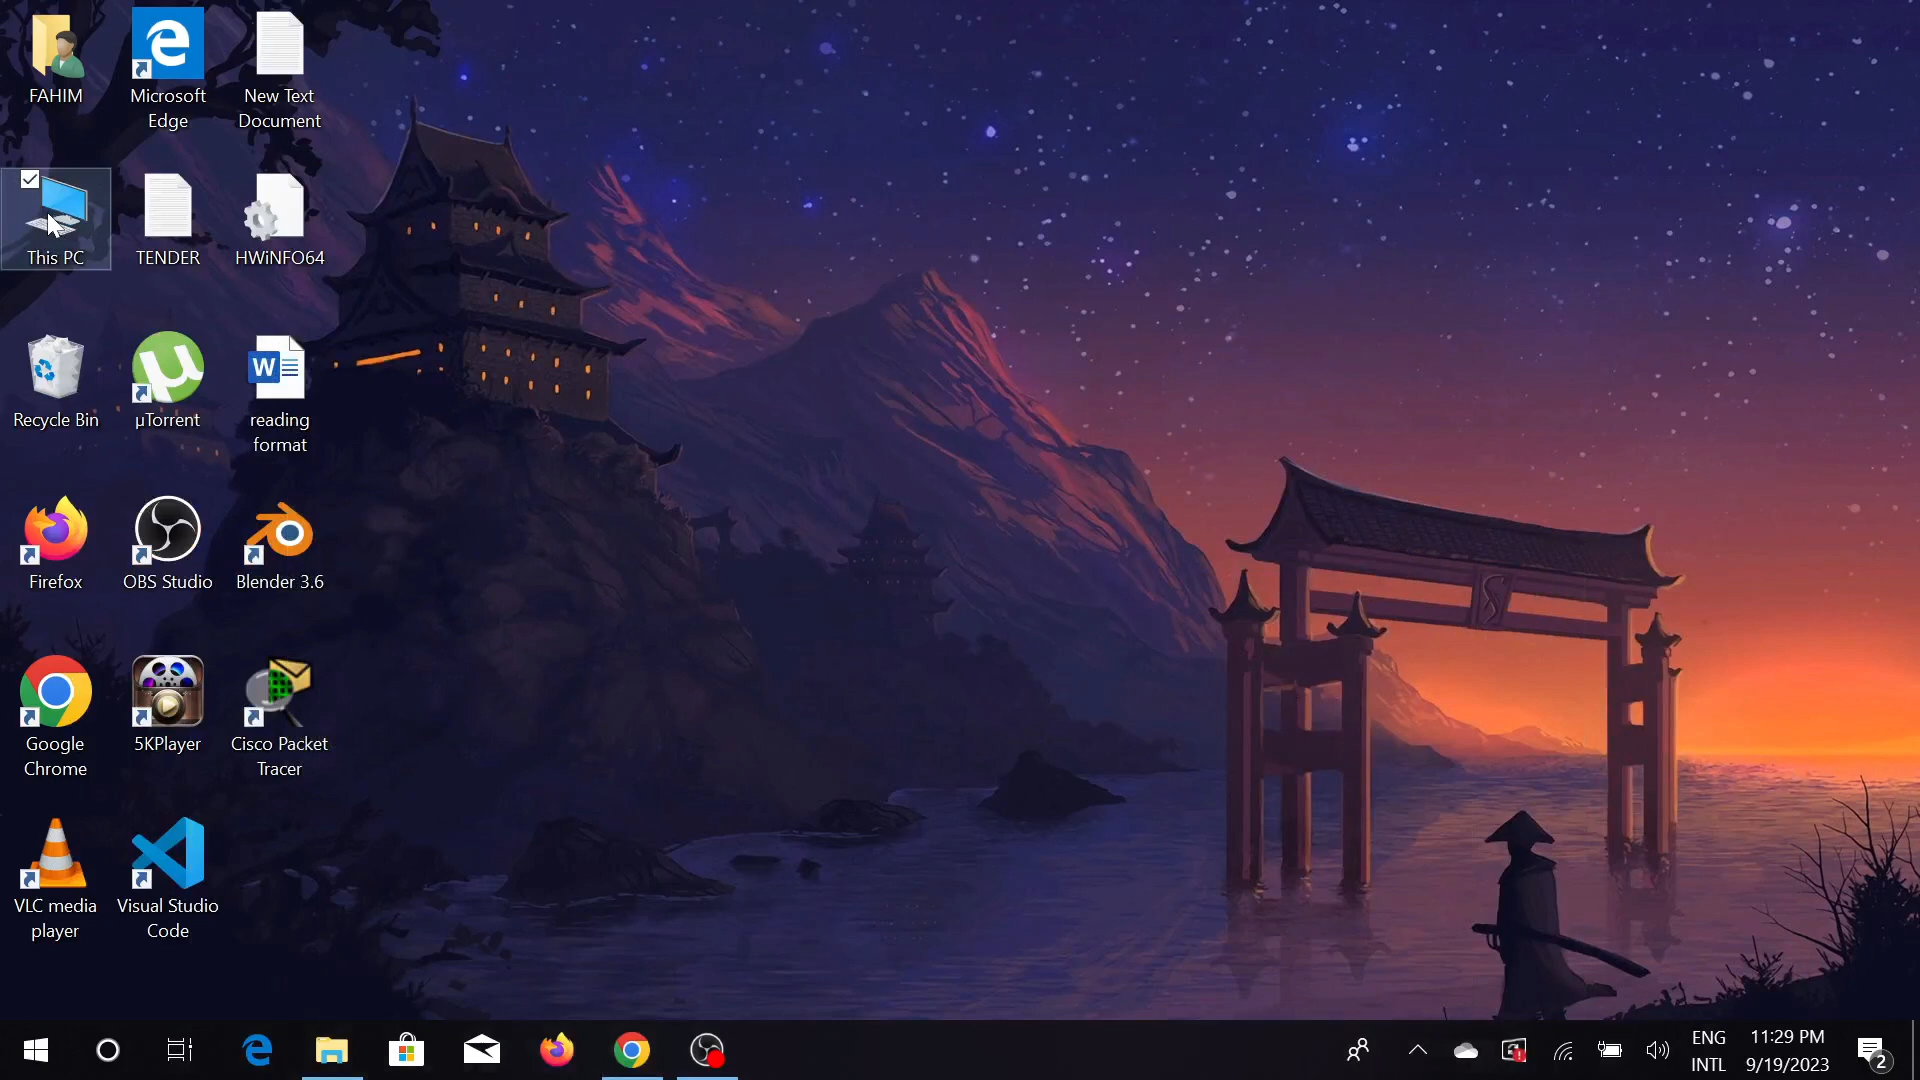 FAHIM
Microsoft
Edge
New Text
Document
This PC
TENDER
HWiNFO64
Recycle Bin
µTorrent
reading
format
Firefox
OBS Studio
Blender 3.6
Google
Chrome
5KPlayer
Cisco Packet
Tracer
VLC media
player
Visual Studio
Code
ENG
INTL
11:29 PM
9/19/2023
2